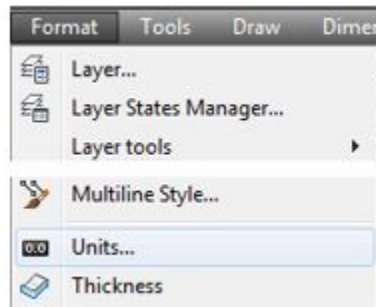 Format Tools Draw Dimer
Layer...
Layer States Manager...
Layer tools
Multiline Style...
0.0 Units...
Thickness